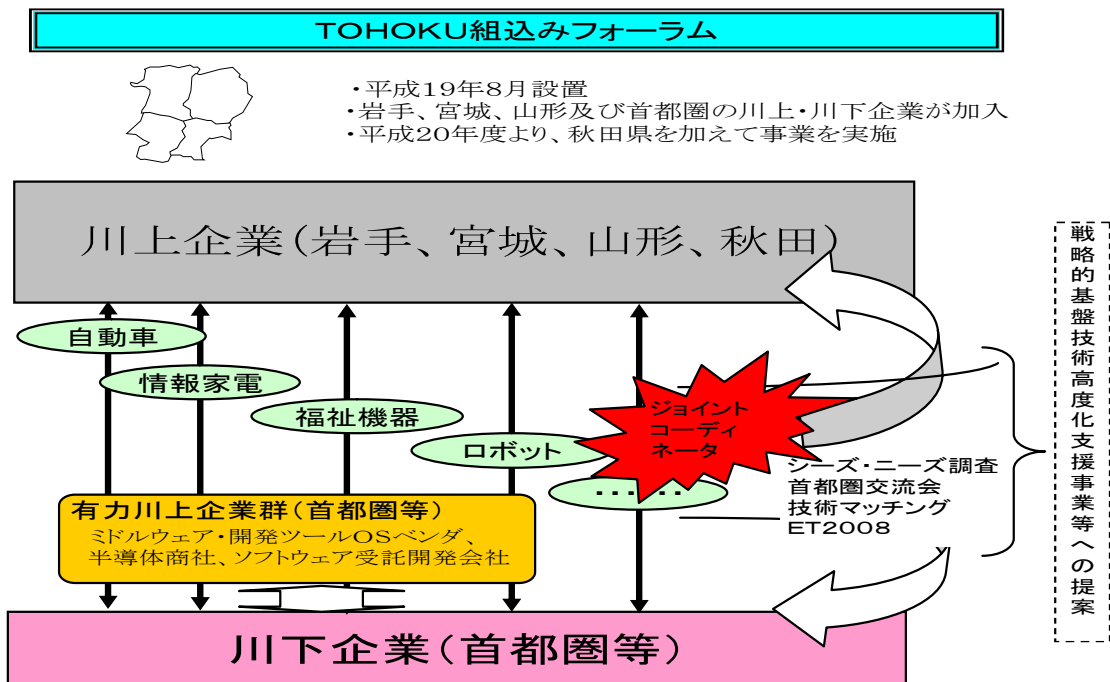 TOHOKU組込みフォーラム
・平成19年8月設置
・岩手、宮城、山形及び首都圏の川上・川下企業が加入
・平成20年度より、秋田県を加えて事業を実施
川上企業(岩手、宮城、山形、秋田)
自動車
情報家電
福祉機器
ロボット
・・・・・・
ジョイント
コーディ
ネータ
シーズ・ニーズ調査
首都圏交流会
技術マッチング
ET2008
有力川上企業群(首都圏等)
ミドルウェア・開発ツールOSベンダ、
半導体商社、ソフトウェア受託開発会社
川下企業(首都圏等)
戦略的基盤技術高度化支援事業等への提案